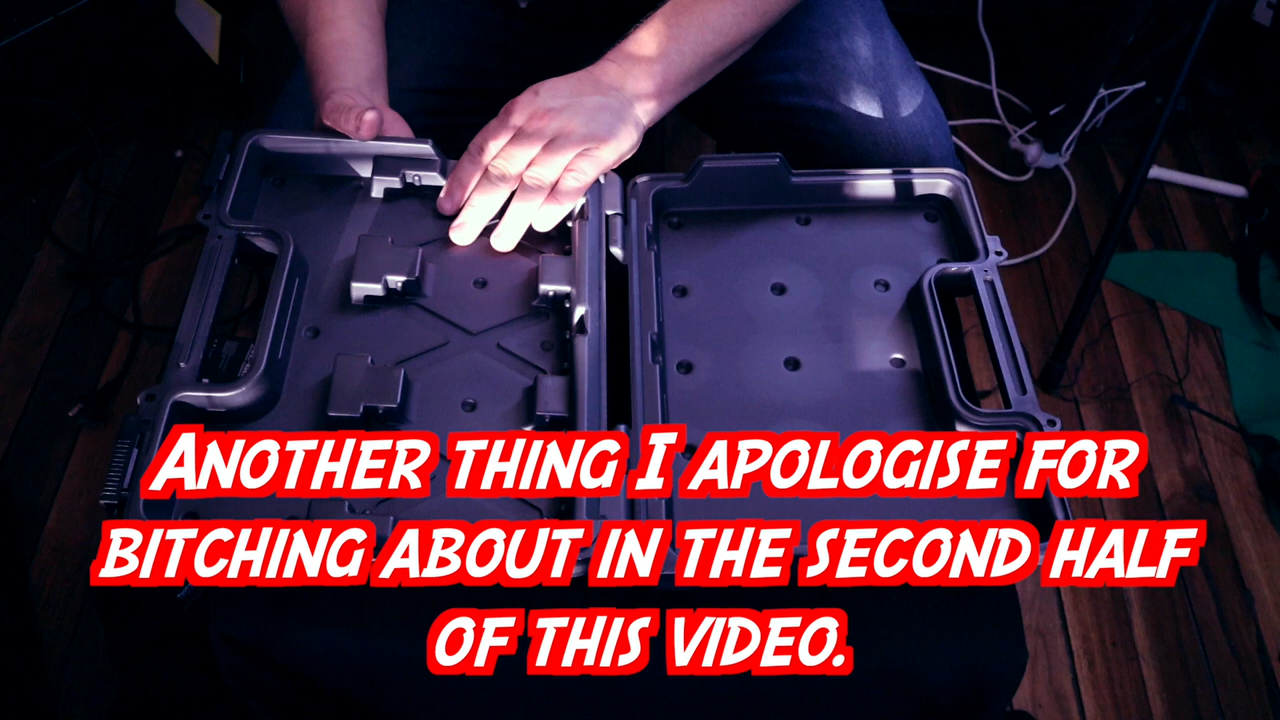 Another thing I apologise for
bitching about in the second half
of this video.